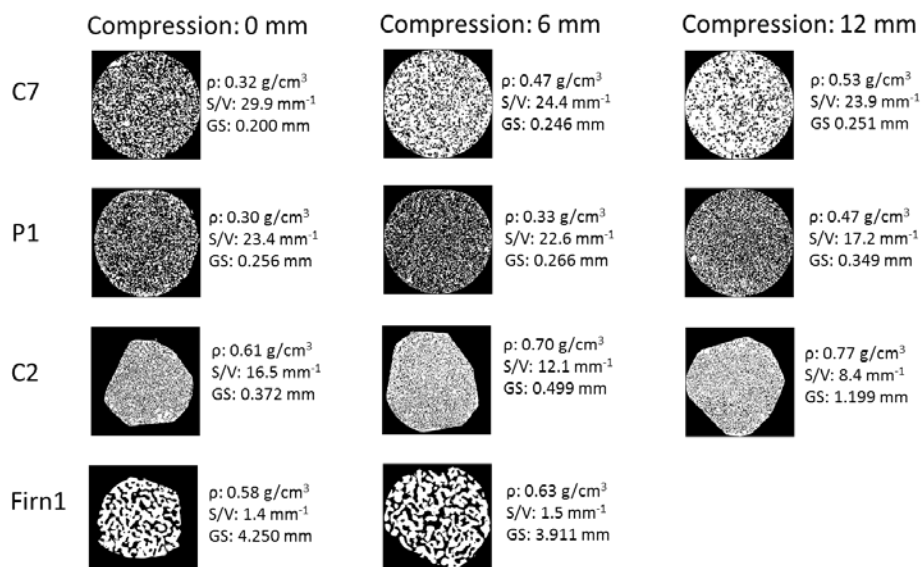 Compression: 0 mm Compression: 6 mm Compression: 12 mm
C7
ρ: 0.32 g/cm³
S/V: 29.9 mm⁻¹
GS: 0.200 mm
ρ: 0.47 g/cm³
S/V: 24.4 mm⁻¹
GS: 0.246 mm
ρ: 0.53 g/cm³
S/V: 23.9 mm⁻¹
GS 0.251 mm
P1
ρ: 0.30 g/cm³
S/V: 23.4 mm⁻¹
GS: 0.256 mm
ρ: 0.33 g/cm³
S/V: 22.6 mm⁻¹
GS: 0.266 mm
ρ: 0.47 g/cm³
S/V: 17.2 mm⁻¹
GS: 0.349 mm
C2
ρ: 0.61 g/cm³
S/V: 16.5 mm⁻¹
GS: 0.372 mm
ρ: 0.70 g/cm³
S/V: 12.1 mm⁻¹
GS: 0.499 mm
ρ: 0.77 g/cm³
S/V: 8.4 mm⁻¹
GS: 1.199 mm
Firn1
ρ: 0.58 g/cm³
S/V: 1.4 mm⁻¹
GS: 4.250 mm
ρ: 0.63 g/cm³
S/V: 1.5 mm⁻¹
GS: 3.911 mm